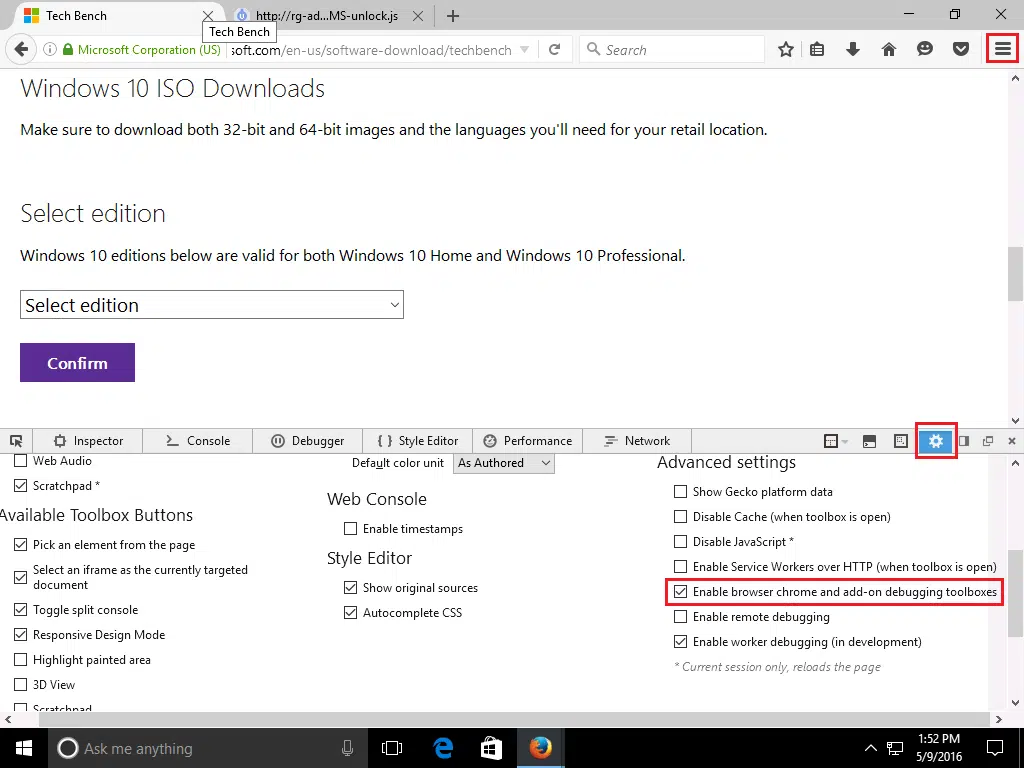 Tech Bench
http://rg-ad...MS-unlock.js
Tech Bench
Microsoft Corporation (US)
soft.com/en-us/software-download/techbench
Search
Windows 10 ISO Downloads
Make sure to download both 32-bit and 64-bit images and the languages you'll need for your retail location.
Select edition
Windows 10 editions below are valid for both Windows 10 Home and Windows 10 Professional.
Select edition
Confirm
Inspector
Console
Debugger
{ } Style Editor
Performance
Network
Web Audio
Scratchpad *
Available Toolbox Buttons
Pick an element from the page
Select an iframe as the currently targeted
document
Toggle split console
Responsive Design Mode
Highlight painted area
3D View
Scratchpad
Default color unit
As Authored
Web Console
Enable timestamps
Style Editor
Show original sources
Autocomplete CSS
Advanced settings
Show Gecko platform data
Disable Cache (when toolbox is open)
Disable JavaScript *
Enable Service Workers over HTTP (when toolbox is open)
Enable browser chrome and add-on debugging toolboxes
Enable remote debugging
Enable worker debugging (in development)
* Current session only, reloads the page
Ask me anything
1:52 PM
5/9/2016